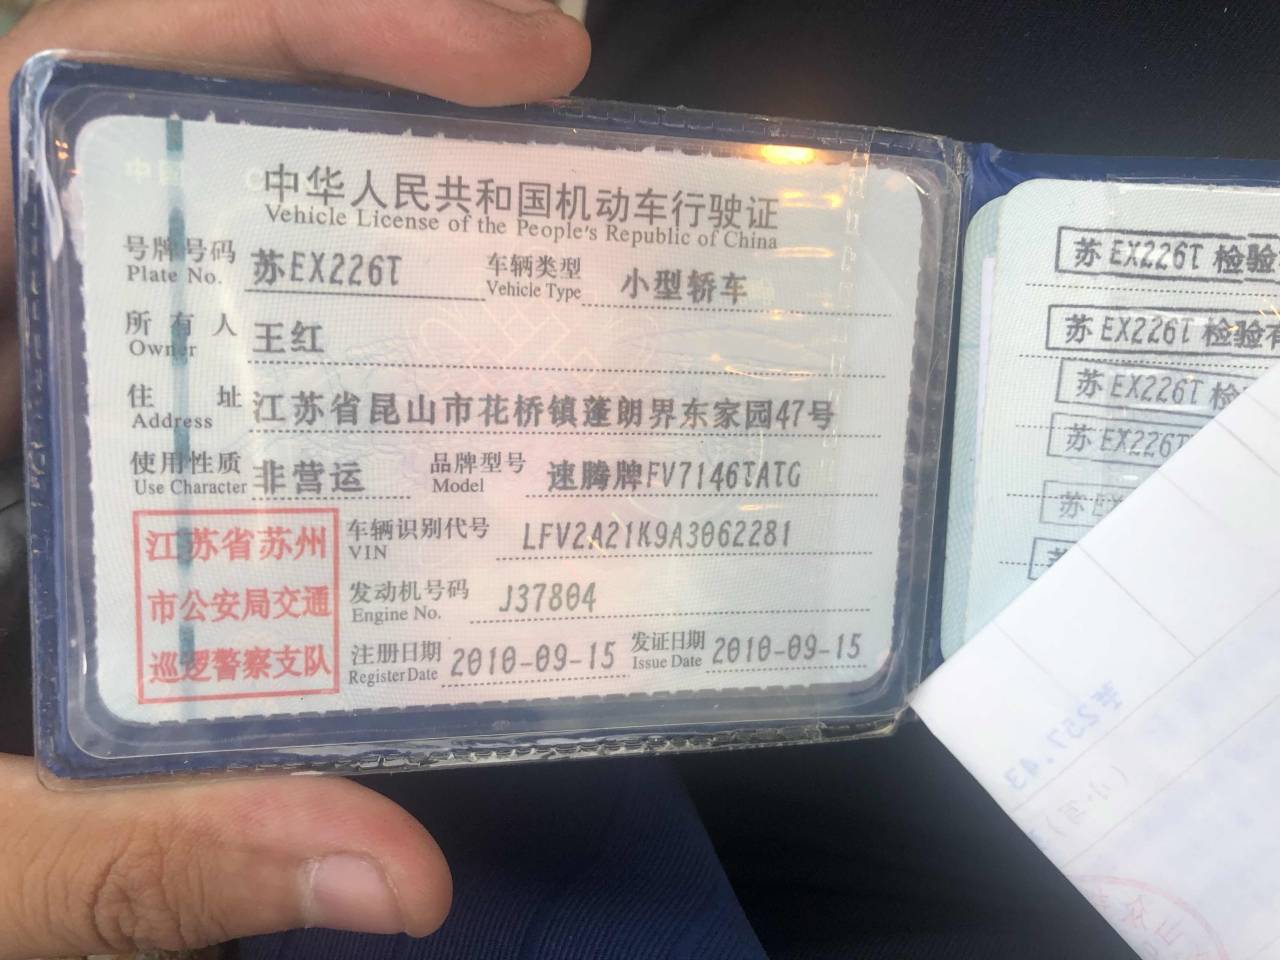 中华人民共和国机动车行驶证
Vehicle License of the People's Republic of China
号牌号码 苏EX226T 车辆类型 小型轿车
Plate No. Vehicle Type
所有人 王红
Owner
住址 江苏省昆山市花桥镇蓬朗界东家园47号
Address
使用性质 非营运 品牌型号 速腾牌FV7146TATG
Use Character Model
江苏省苏州
市公安局交通
巡逻警察支队
车辆识别代号 LFV2A21K9A3062281
VIN
发动机号码 J37804
Engine No.
注册日期 2010-09-15 发证日期 2010-09-15
Register Date Issue Date
苏EX226T 检验
苏EX226T 检验有
苏EX226T 检
苏EX226T
苏
苏
¥257.43